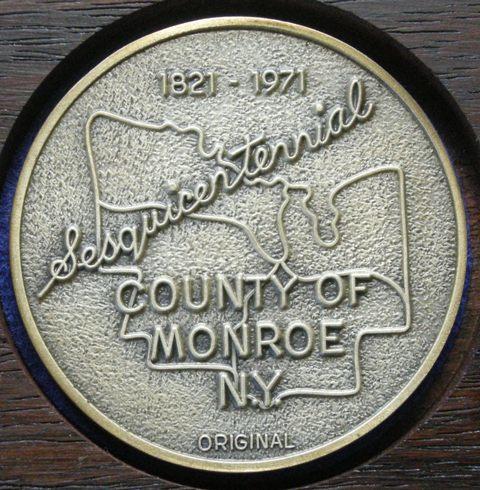 1821 - 1971
Sesquicentennial
COUNTY OF
MONROE
N.Y.
ORIGINAL